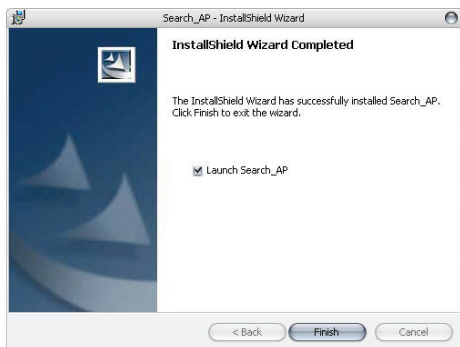 Search_AP - InstallShield Wizard
InstallShield Wizard Completed
The InstallShield Wizard has successfully installed Search_AP.
Click Finish to exit the wizard.
Launch Search_AP
< Back
Finish
Cancel